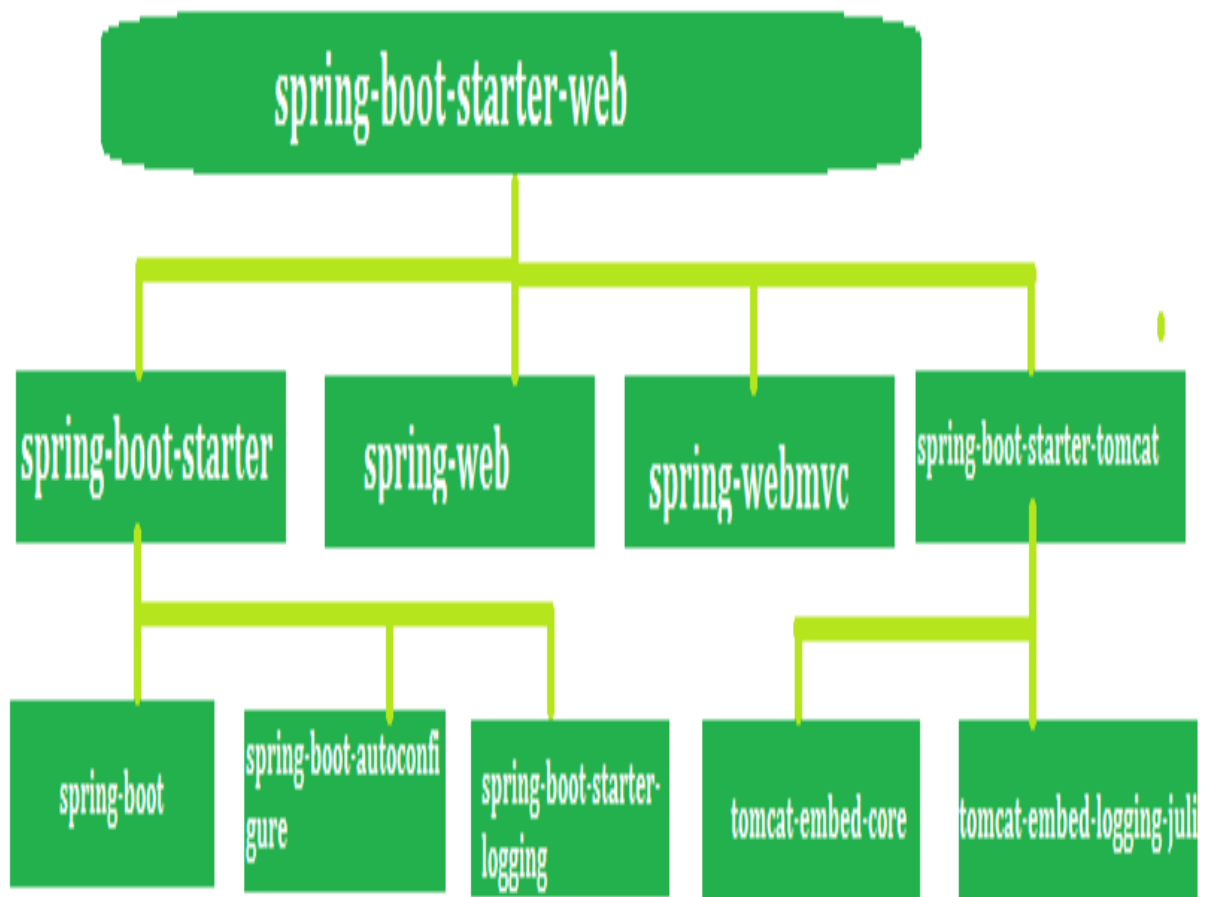 spring-boot-starter-web
spring-boot-starter
spring-web
spring-webmvc
spring-boot-starter-tomcat
spring-boot
spring-boot-autoconfi
gure
spring-boot-starter-
logging
tomcat-embed-core
tomcat-embed-logging-juli